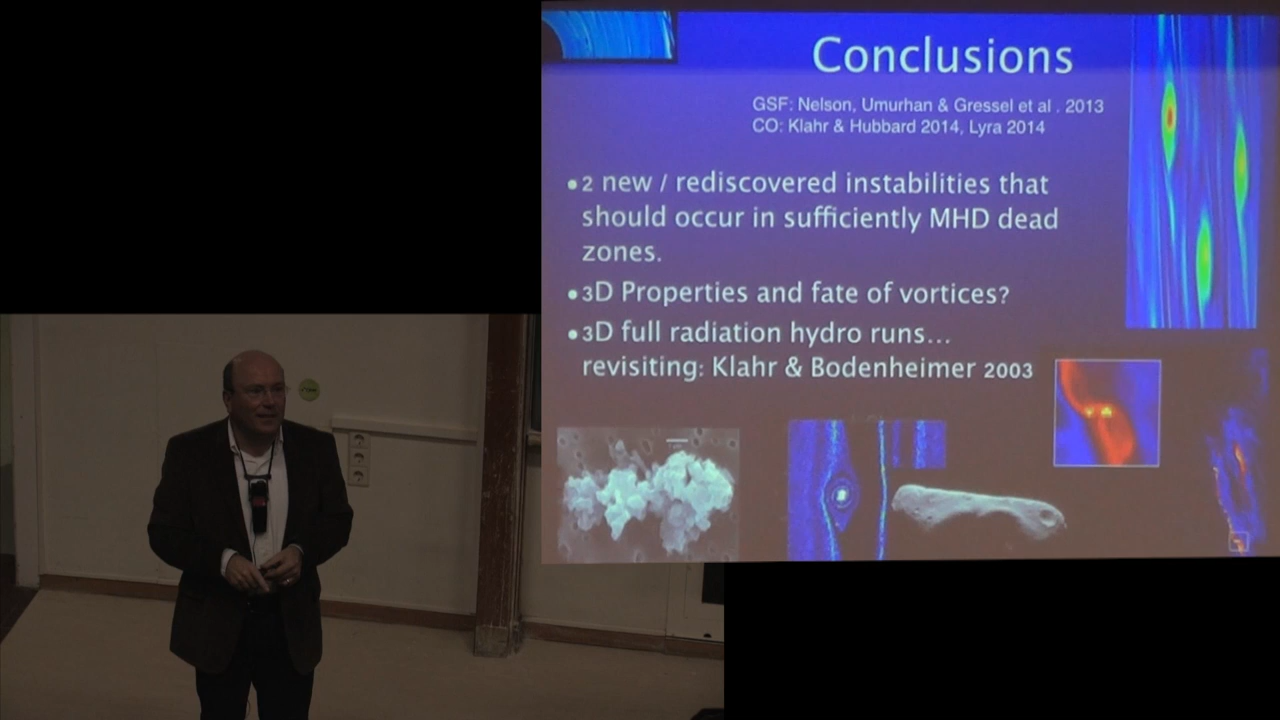 Conclusions
GSF: Nelson, Umurhan & Gressel et al . 2013
CO: Klahr & Hubbard 2014, Lyra 2014
•2 new / rediscovered instabilities that
should occur in sufficiently MHD dead
zones.
•3D Properties and fate of vortices?
•3D full radiation hydro runs...
revisiting: Klahr & Bodenheimer 2003